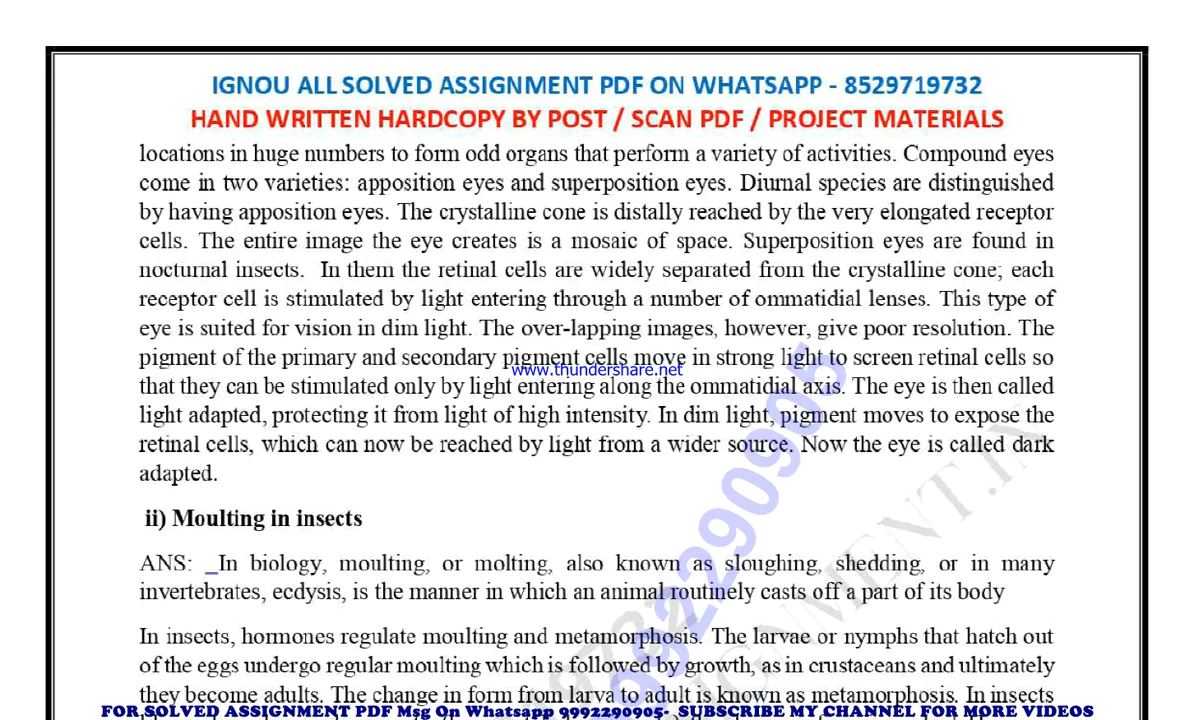 IGNOU ALL SOLVED ASSIGNMENT PDF ON WHATSAPP - 8529719732
HAND WRITTEN HARDCOPY BY POST / SCAN PDF / PROJECT MATERIALS
locations in huge numbers to form odd organs that perform a variety of activities. Compound eyes
come in two varieties: apposition eyes and superposition eyes. Diurnal species are distinguished
by having apposition eyes. The crystalline cone is distally reached by the very elongated receptor
cells. The entire image the eye creates is a mosaic of space. Superposition eyes are found in
nocturnal insects. In them the retinal cells are widely separated from the crystalline cone; each
receptor cell is stimulated by light entering through a number of ommatidial lenses. This type of
eye is suited for vision in dim light. The over-lapping images, however, give poor resolution. The
pigment of the primary and secondary pigment cells move in strong light to screen retinal cells so
www.thundershare.net
that they can be stimulated only by light entering along the ommatidial axis. The eye is then called
light adapted, protecting it from light of high intensity. In dim light, pigment moves to expose the
retinal cells, which can now be reached by light from a wider source. Now the eye is called dark
adapted.
ii) Moulting in insects
ANS: _In biology, moulting, or molting, also known as sloughing, shedding, or in many
invertebrates, ecdysis, is the manner in which an animal routinely casts off a part of its body
In insects, hormones regulate moulting and metamorphosis. The larvae or nymphs that hatch out
of the eggs undergo regular moulting which is followed by growth, as in crustaceans and ultimately
they become adults. The change in form from larva to adult is known as metamorphosis. In insects
FOR SOLVED ASSIGNMENT PDF Msg On Whatsapp 9992290905- SUBSCRIBE MY CHANNEL FOR MORE VIDEOS